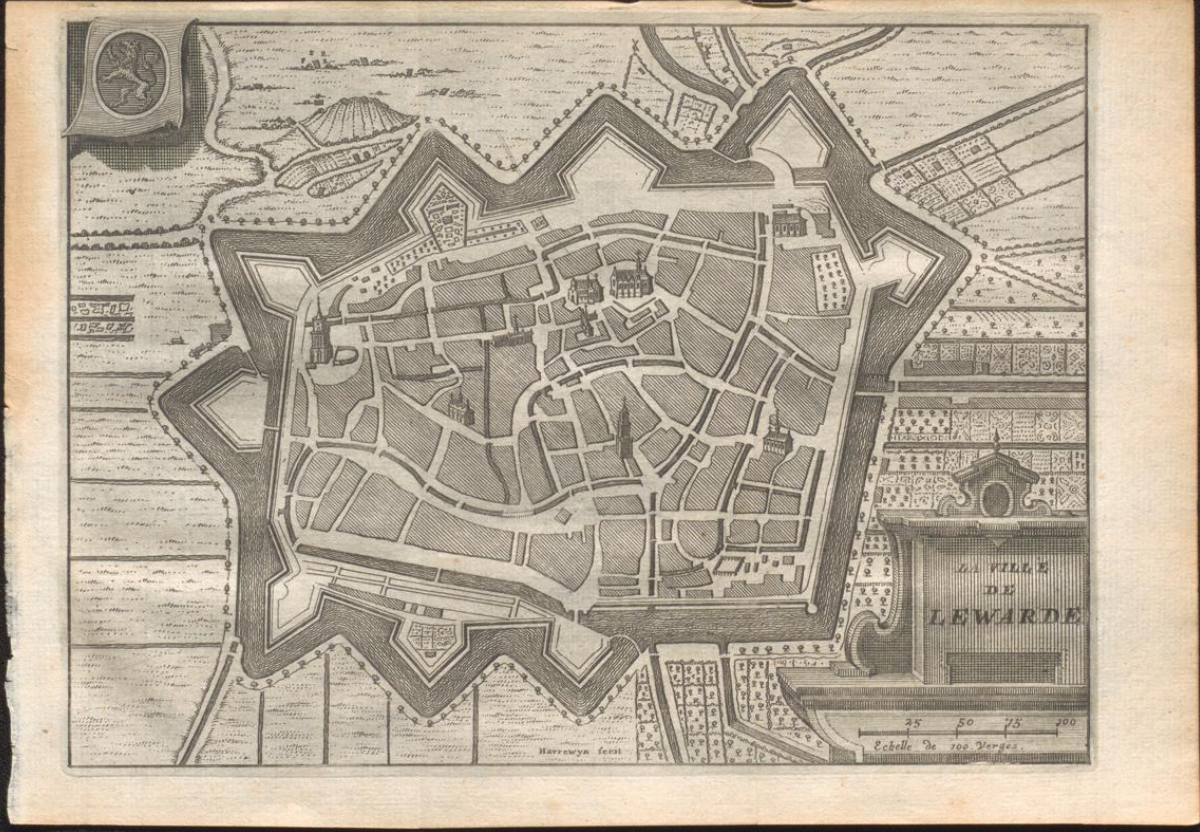 LA VILLE
DE
LEWARDE
25 50 75 100
Echelle de 100 Verges.
Harrewyn fecit